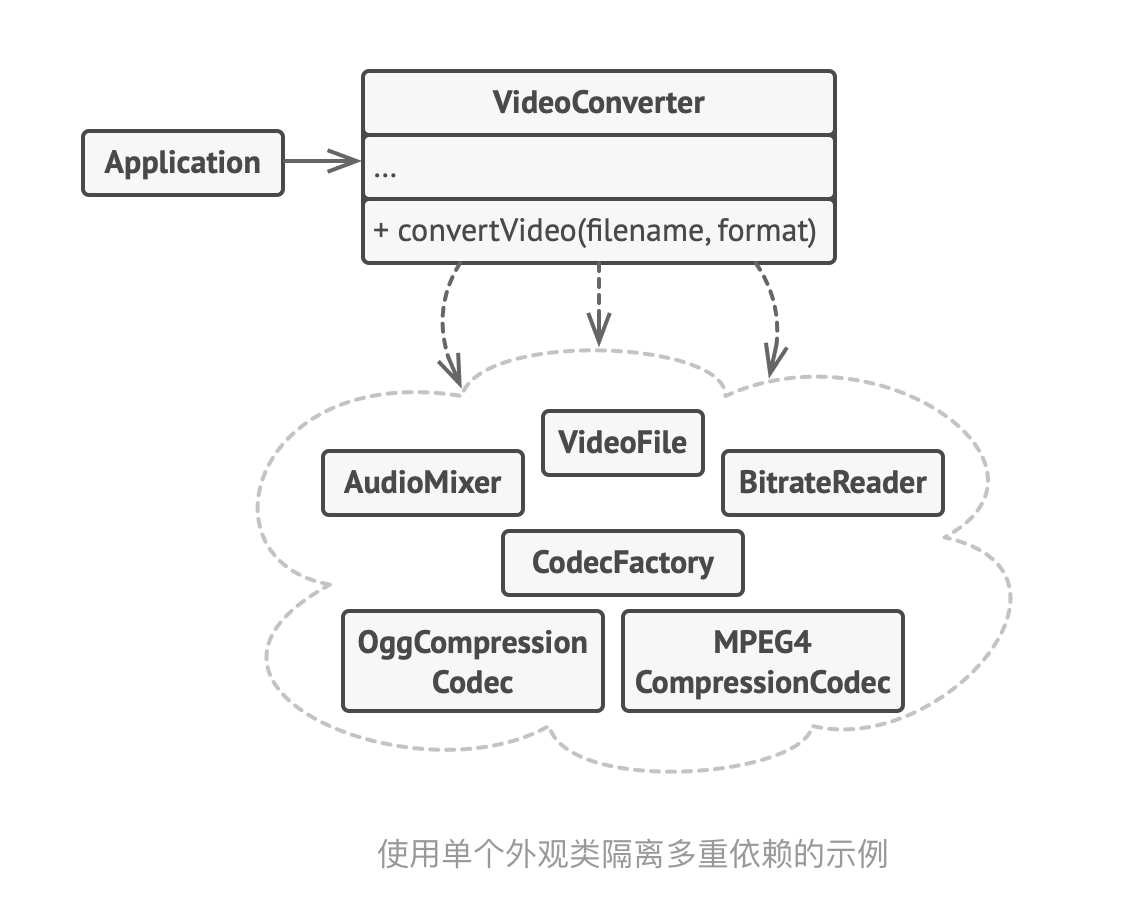 VideoConverter
Application
...
+ convertVideo(filename, format)
VideoFile
AudioMixer
BitrateReader
CodecFactory
OggCompression
Codec
MPEG4
CompressionCodec
使用单个外观类隔离多重依赖的示例